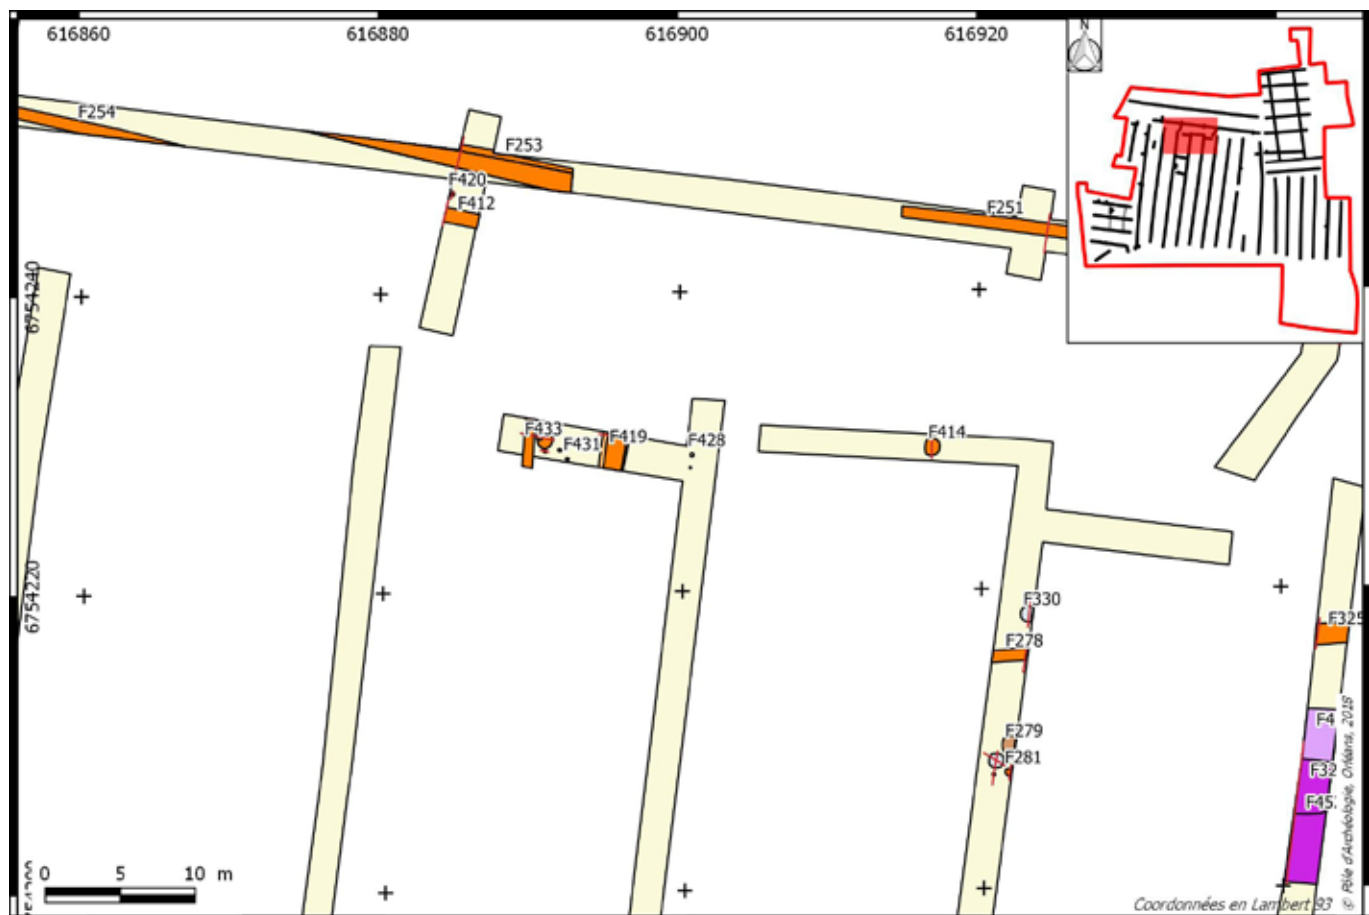 616860
616880
616900
616920
N
F254
F253
F420
F412
F251
6754240
F433
F431
F419
F428
F414
6754220
F330
F278
F325
F279
F281
F4
F32
F45
0 5 10 m
Coordonnées en Lambert 93
© Pôle d'Archéologie, Orléans, 2018